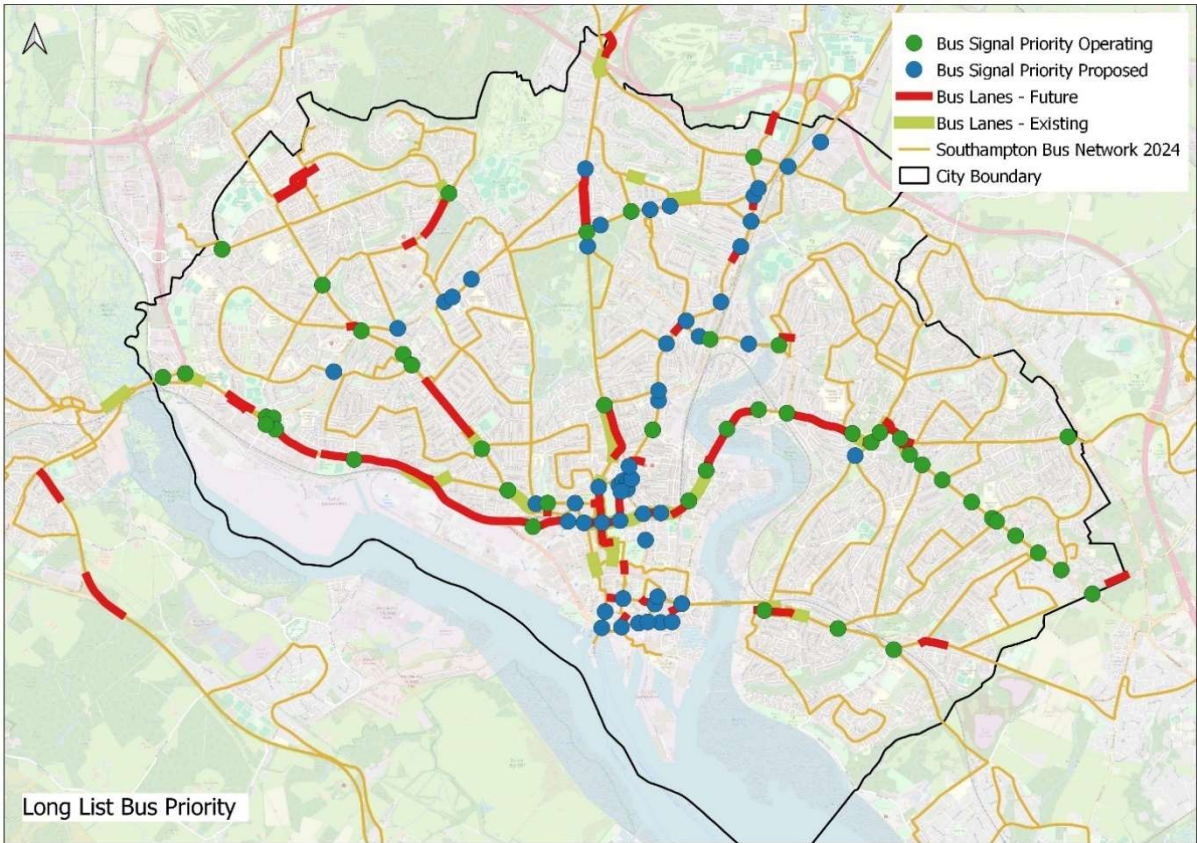 Bus Signal Priority Operating
Bus Signal Priority Proposed
Bus Lanes - Future
Bus Lanes - Existing
Southampton Bus Network 2024
City Boundary
Long List Bus Priority